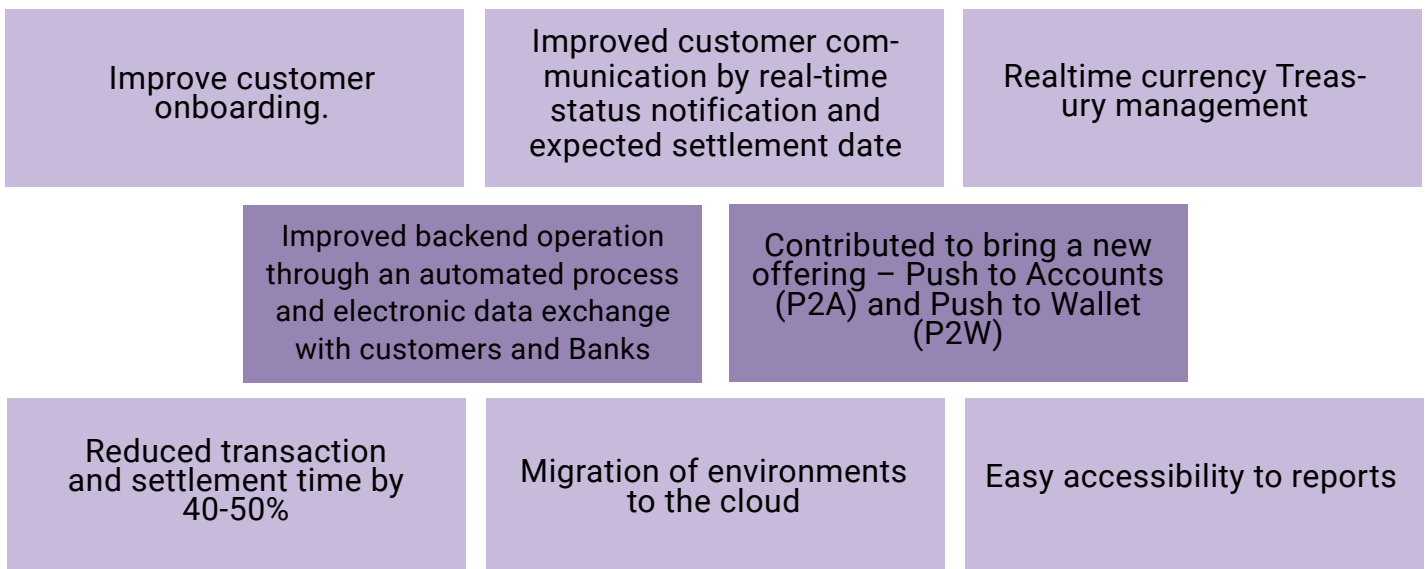 Improve customer
onboarding.
Improved customer com-
munication by real-time
status notification and
expected settlement date
Realtime currency Treas-
ury management
Improved backend operation
through an automated process
and electronic data exchange
with customers and Banks
Contributed to bring a new
offering – Push to Accounts
(P2A) and Push to Wallet
(P2W)
Reduced transaction
and settlement time by
40-50%
Migration of environments
to the cloud
Easy accessibility to reports